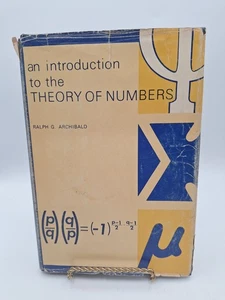 an introduction
to the
THEORY OF NUMBERS
RALPH G. ARCHIBALD
ψ
Σ
(p/q) (q/p) = (-1)^{p-1/2 · q-1/2}
μ